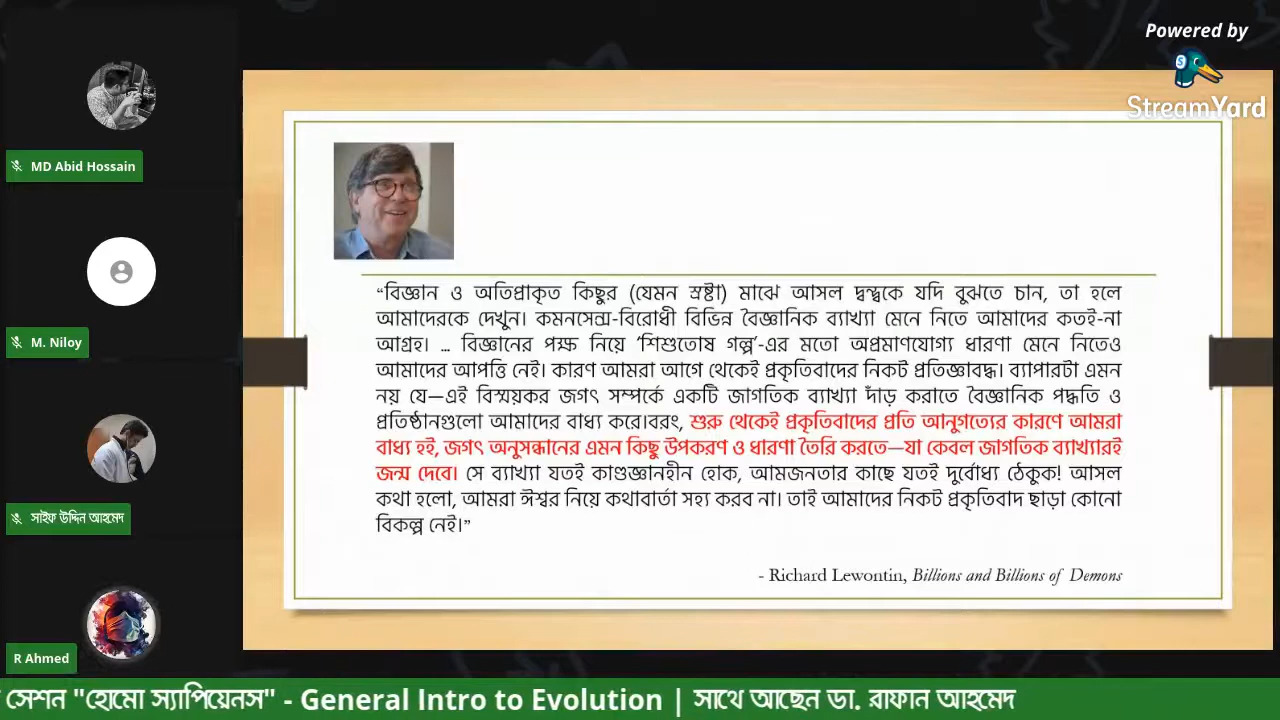 Powered by
StreamYard
MD Abid Hossain
M. Niloy
সাইফ উদ্দিন আহমেদ
R Ahmed
“বিজ্ঞান ও অতিপ্রাকৃত কিছুর (যেমন স্রষ্টা) মাঝে আসল দ্বন্দ্বকে যদি বুঝতে চান, তা হলে
আমাদেরকে দেখুন। কমনসেন্স-বিরোধী বিভিন্ন বৈজ্ঞানিক ব্যাখ্যা মেনে নিতে আমাদের কতই-না
আগ্রহ। ... বিজ্ঞানের পক্ষ নিয়ে ‘শিশুতোষ গল্প’-এর মতো অপ্রমাণযোগ্য ধারণা মেনে নিতেও
আমাদের আপত্তি নেই। কারণ আমরা আগে থেকেই প্রকৃতিবাদের নিকট প্রতিজ্ঞাবদ্ধ। ব্যাপারটা এমন
নয় যে—এই বিস্ময়কর জগৎ সম্পর্কে একটি জাগতিক ব্যাখ্যা দাঁড় করাতে বৈজ্ঞানিক পদ্ধতি ও
প্রতিষ্ঠানগুলো আমাদের বাধ্য করে।বরং, শুরু থেকেই প্রকৃতিবাদের প্রতি আনুগত্যের কারণে আমরা
বাধ্য হই, জগৎ অনুসন্ধানের এমন কিছু উপকরণ ও ধারণা তৈরি করতে—যা কেবল জাগতিক ব্যাখ্যারই
জন্ম দেবে। সে ব্যাখ্যা যতই কাণ্ডজ্ঞানহীন হোক, আমজনতার কাছে যতই দুর্বোধ্য ঠেকুক! আসল
কথা হলো, আমরা ঈশ্বর নিয়ে কথাবার্তা সহ্য করব না। তাই আমাদের নিকট প্রকৃতিবাদ ছাড়া কোনো
বিকল্প নেই।”
- Richard Lewontin, Billions and Billions of Demons
সেশন "হোমো স্যাপিয়েনস" - General Intro to Evolution | সাথে আছেন ডা. রাফান আহমেদ